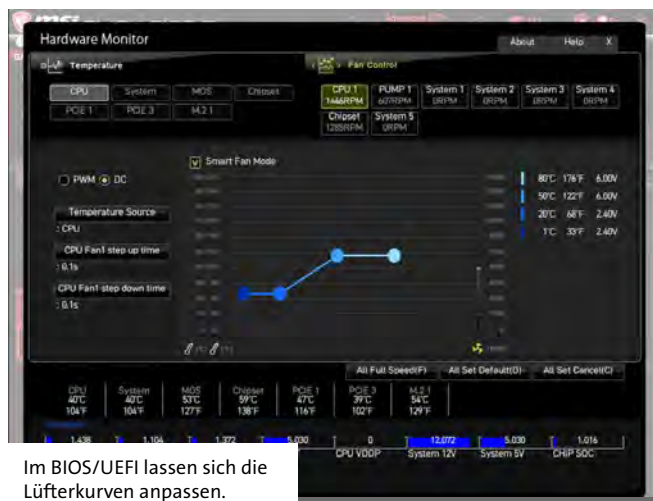 Hardware Monitor
About Help X
Temperature
Fan Control
CPU System MOS Chipset
PCIE 1 PCIE 3 M.2 1
CPU 1 PUMP 1 System 1 System 2 System 3 System 4
1446RPM 607RPM 0RPM 0RPM 0RPM 0RPM
Chipset System 5
1285RPM 0RPM
Smart Fan Mode
PWM DC
80°C 176°F 6.00V
50°C 122°F 6.00V
20°C 68°F 2.40V
1°C 33°F 2.40V
Temperature Source
: CPU
CPU Fan1 step up time
: 0.1s
CPU Fan1 step down time
: 0.1s
All Full Speed(F) All Set Default(D) All Set Cancel(C)
CPU System MOS Chipset PCIE 1 PCIE 3 M.2 1
40°C 40°C 53°C 59°C 47°C 39°C 54°C
104°F 104°F 127°F 138°F 116°F 102°F 129°F
1.438 1.104 1.372 5.030 0 12.072 5.030 1.016
CPU VDDP System 12V System 5V CHIP SOC
Im BIOS/UEFI lassen sich die
Lüfterkurven anpassen.